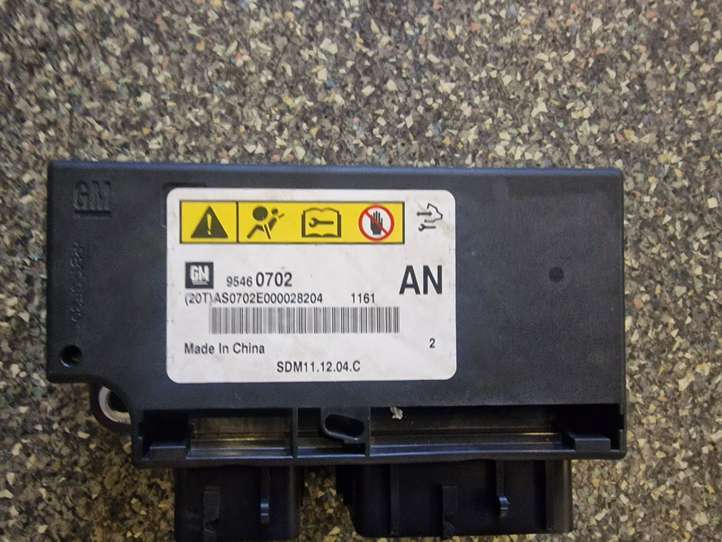 GM
GM
9546 0702
AN
(20T)AS0702E000028204 1161
Made In China
2
SDM11.12.04.C